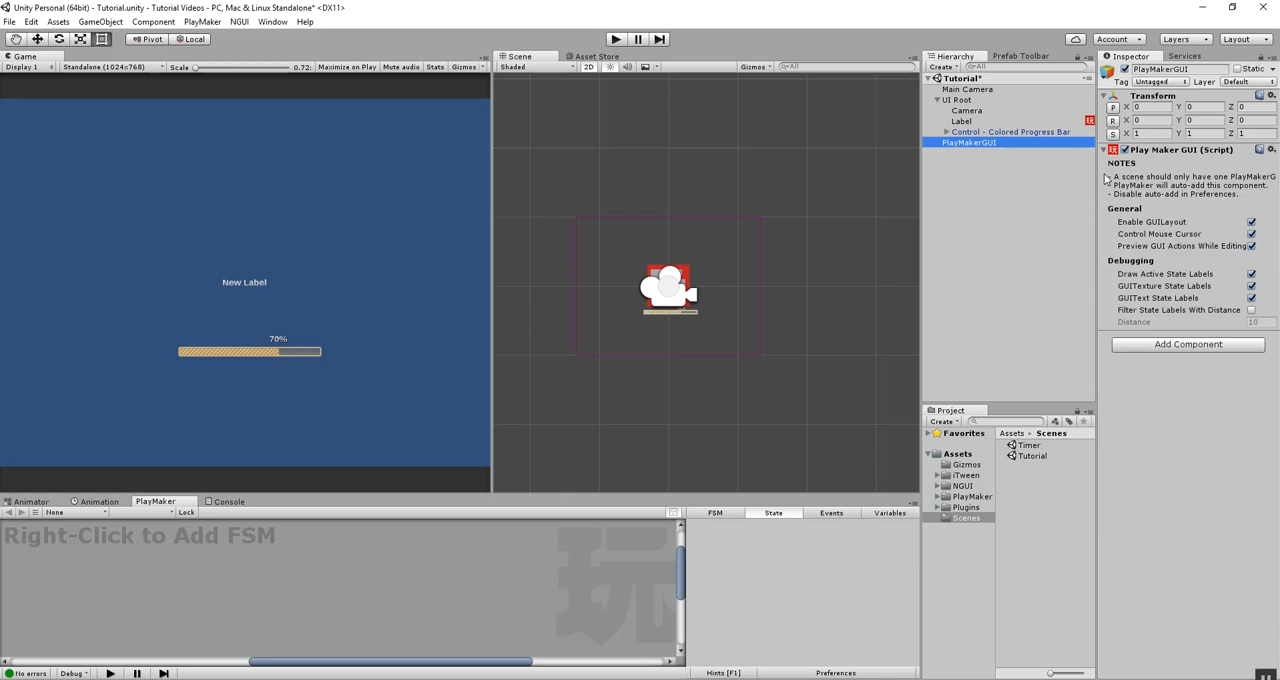 Unity Personal (64bit) - Tutorial.unity - Tutorial Videos - PC, Mac & Linux Standalone* <DX11>
File Edit Assets GameObject Component PlayMaker NGUI Window Help
Pivot Local Account Layers Layout
Game
Display 1 Standalone (1024x768) Scale 0.72: Maximize on Play Mute audio Stats Gizmos
New Label
70%
Scene Asset Store
Shaded 2D Gizmos All
Hierarchy Prefab Toolbar
Create All
Tutorial*
Main Camera
UI Root
Camera
Label
Control - Colored Progress Bar
PlayMakerGUI
Project
Create
Favorites
Assets
Gizmos
iTween
NGUI
PlayMaker
Plugins
Scenes
Assets Scenes
Timer
Tutorial
Inspector Services
PlayMakerGUI Static
Tag Untagged Layer Default
Transform
P X 0 Y 0 Z 0
R X 0 Y 0 Z 0
S X 1 Y 1 Z 1
玩 Play Maker GUI (Script)
NOTES
- A scene should only have one PlayMakerG
PlayMaker will auto-add this component.
- Disable auto-add in Preferences.
General
Enable GUILayout
Control Mouse Cursor
Preview GUI Actions While Editing
Debugging
Draw Active State Labels
GUITexture State Labels
GUIText State Labels
Filter State Labels With Distance
Distance 10
Add Component
Animator Animation PlayMaker Console
None Lock
Right-Click to Add FSM
玩
FSM State Events Variables
No errors Debug
Hints [F1] Preferences